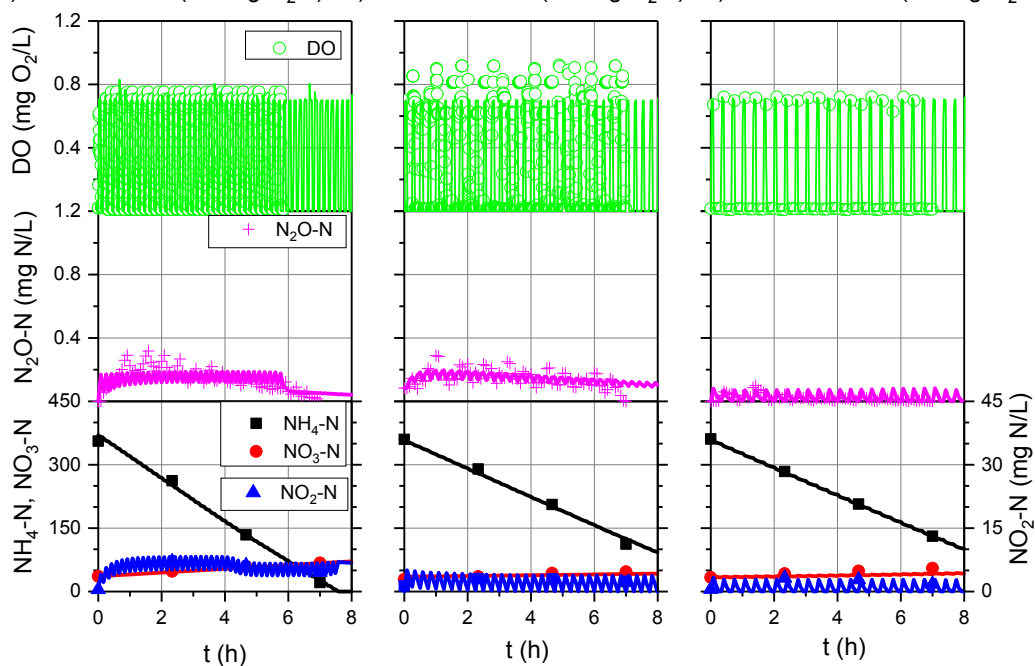 DO (mg O₂/L)
1.2
0.8
0.4
DO
N₂O-N (mg N/L)
1.2
0.8
0.4
N₂O-N
NH₄-N, NO₃-N
450
300
150
0
NH₄-N
NO₃-N
NO₂-N
45
30
15
0
NO₂-N (mg N/L)
0 2 4 6 8
0 2 4 6 8
0 2 4 6 8
t (h)
t (h)
t (h)